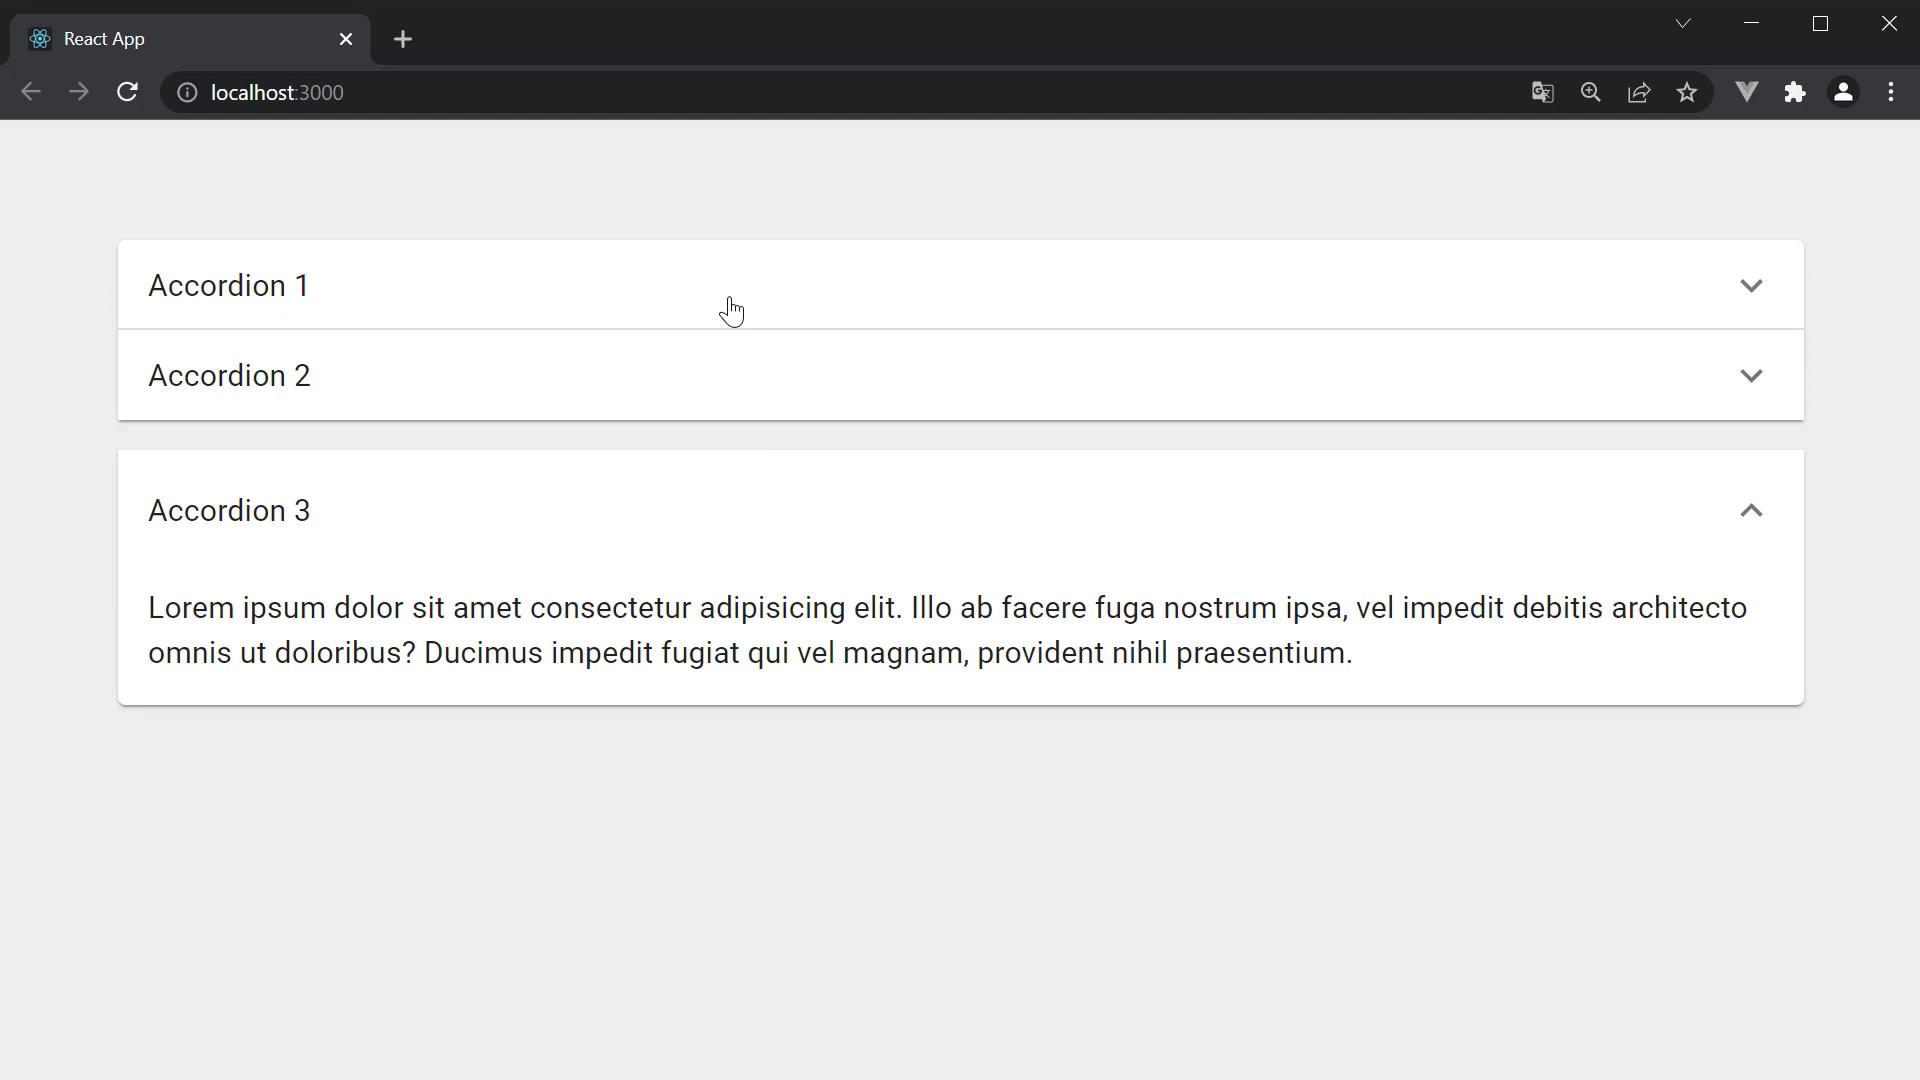 React App
localhost:3000
Accordion 1
Accordion 2
Accordion 3
Lorem ipsum dolor sit amet consectetur adipisicing elit. Illo ab facere fuga nostrum ipsa, vel impedit debitis architecto
omnis ut doloribus? Ducimus impedit fugiat qui vel magnam, provident nihil praesentium.